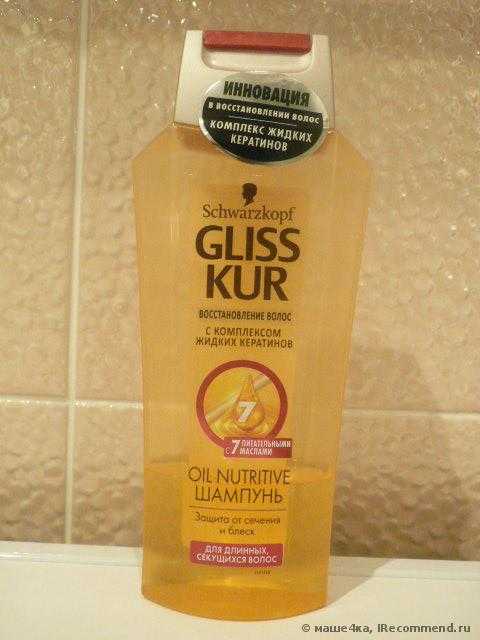 ИННОВАЦИЯ
В ВОССТАНОВЛЕНИИ ВОЛОС
КОМПЛЕКС ЖИДКИХ
КЕРАТИНОВ
Schwarzkopf
GLISS
KUR
ВОССТАНОВЛЕНИЕ ВОЛОС
С КОМПЛЕКСОМ
ЖИДКИХ КЕРАТИНОВ
7
С 7 ПИТАТЕЛЬНЫМИ
МАСЛАМИ
OIL NUTRITIVE
ШАМПУНЬ
Защита от сечения
и блеск
ДЛЯ ДЛИННЫХ,
СЕКУЩИХСЯ ВОЛОС
© маше4ка, IRecommend.ru